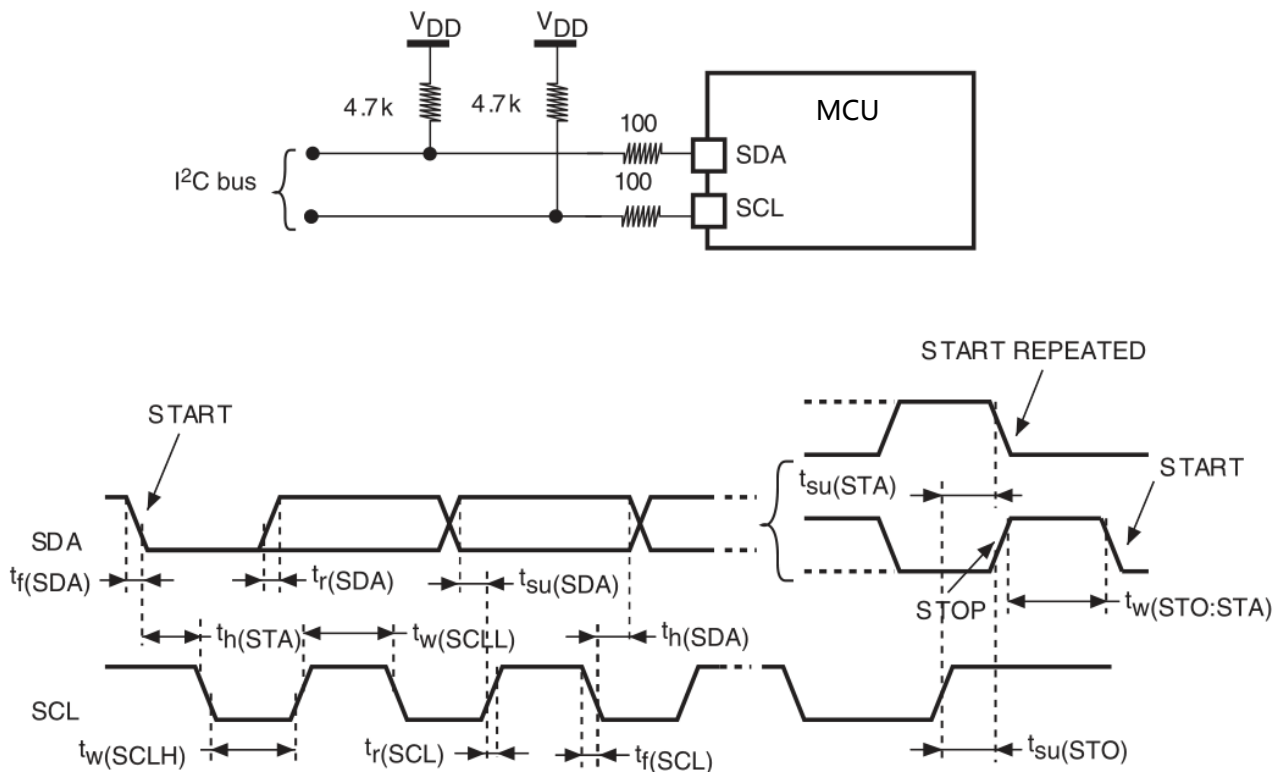 VDD VDD
4.7k 4.7k
100
MCU
SDA
I²C bus
100
SCL
START REPEATED
START
tsu(STA)
START
SDA
tf(SDA)
tr(SDA)
tsu(SDA)
STOP
tw(STO:STA)
th(STA)
tw(SCLL)
th(SDA)
SCL
tw(SCLH)
tr(SCL)
tf(SCL)
tsu(STO)